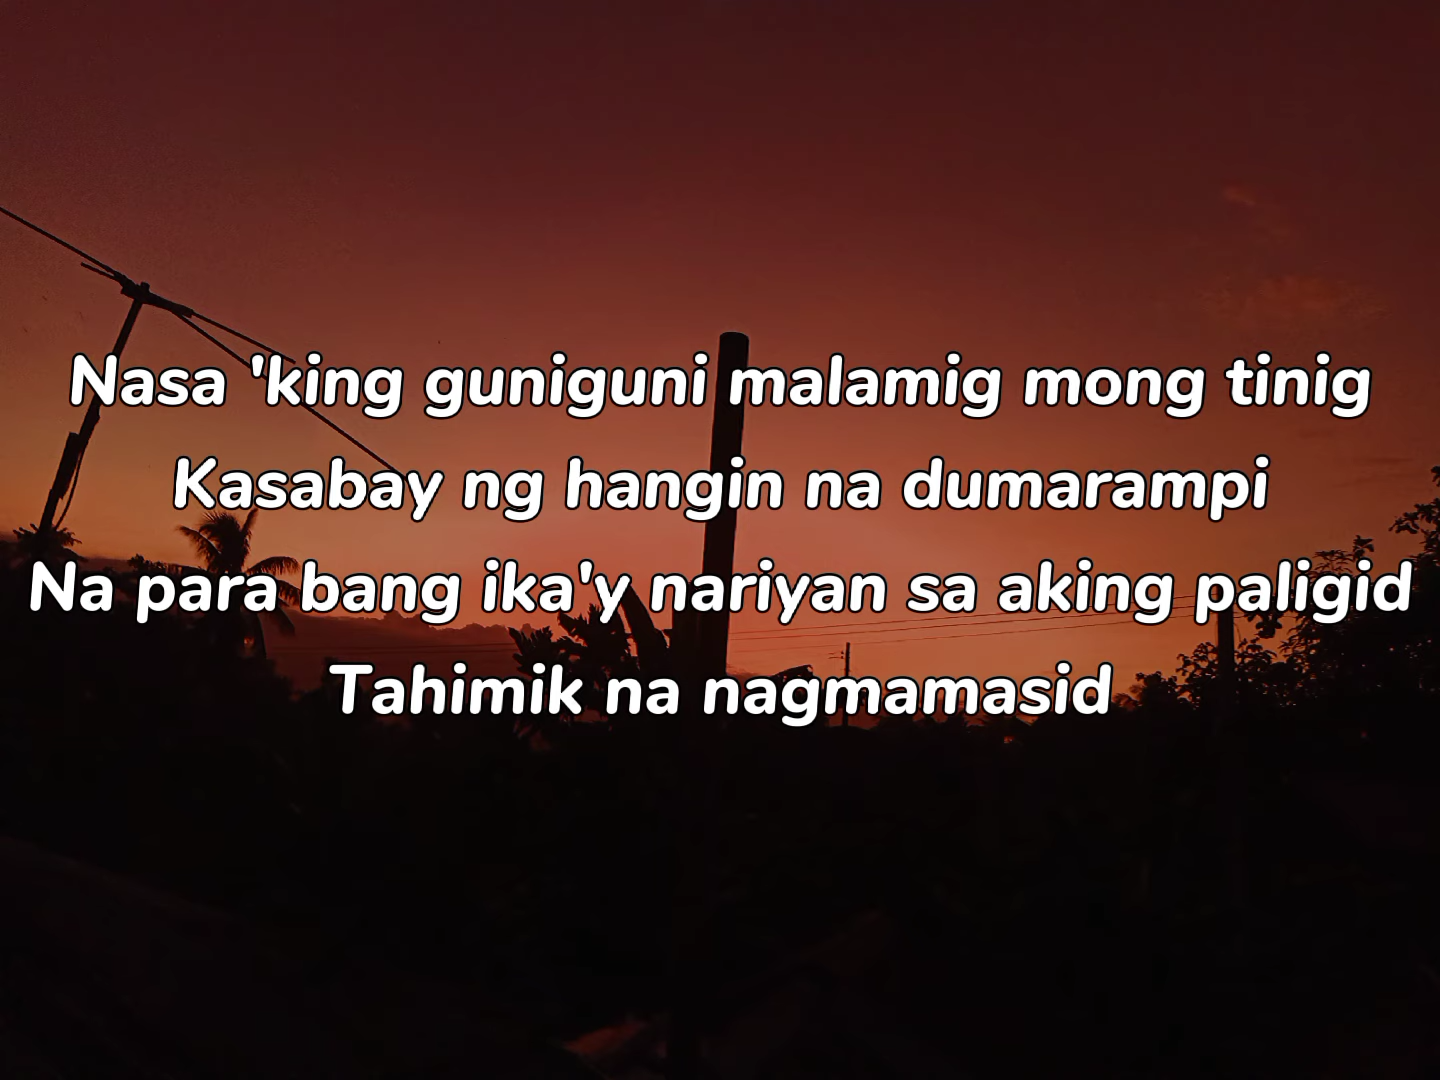 Nasa 'king guniguni malamig mong tinig
Kasabay ng hangin na dumarampi
Na para bang ika'y nariyan sa aking paligid
Tahimik na nagmamasid